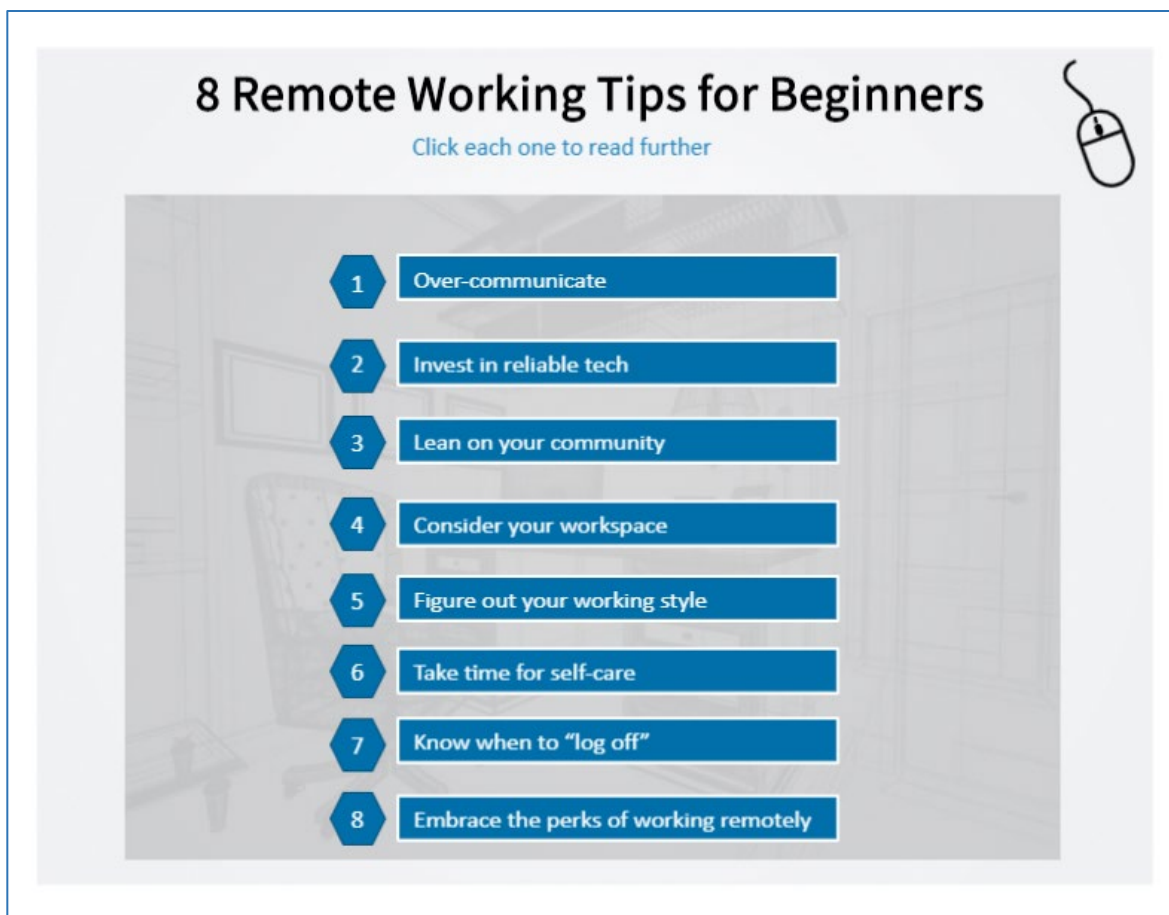 8 Remote Working Tips for Beginners
Click each one to read further
1 Over-communicate
2 Invest in reliable tech
3 Lean on your community
4 Consider your workspace
5 Figure out your working style
6 Take time for self-care
7 Know when to “log off”
8 Embrace the perks of working remotely